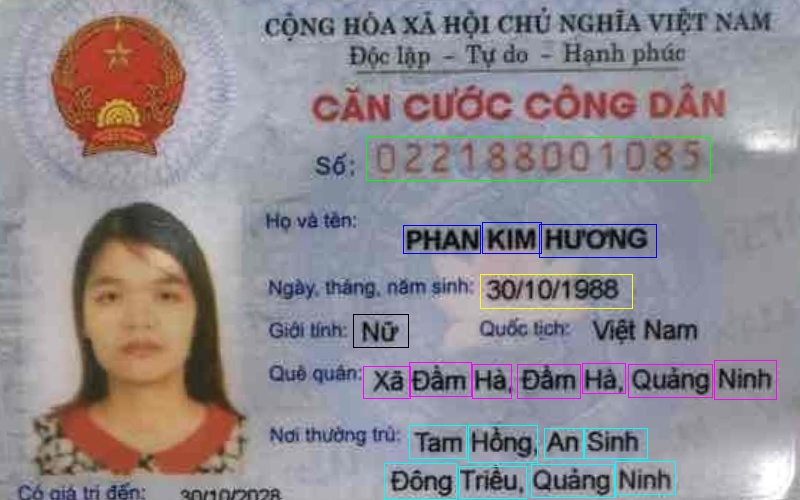 CỘNG HÒA XÃ HỘI CHỦ NGHĨA VIỆT NAM
Độc lập - Tự do - Hạnh phúc
CĂN CƯỚC CÔNG DÂN
Số: 022188001085
Họ và tên:
PHAN KIM HƯƠNG
Ngày, tháng, năm sinh: 30/10/1988
Giới tính: Nữ Quốc tịch: Việt Nam
Quê quán: Xã Đầm Hà, Đầm Hà, Quảng Ninh
Nơi thường trú: Tam Hồng, An Sinh
Đông Triều, Quảng Ninh
Có giá trị đến: 30/10/2028